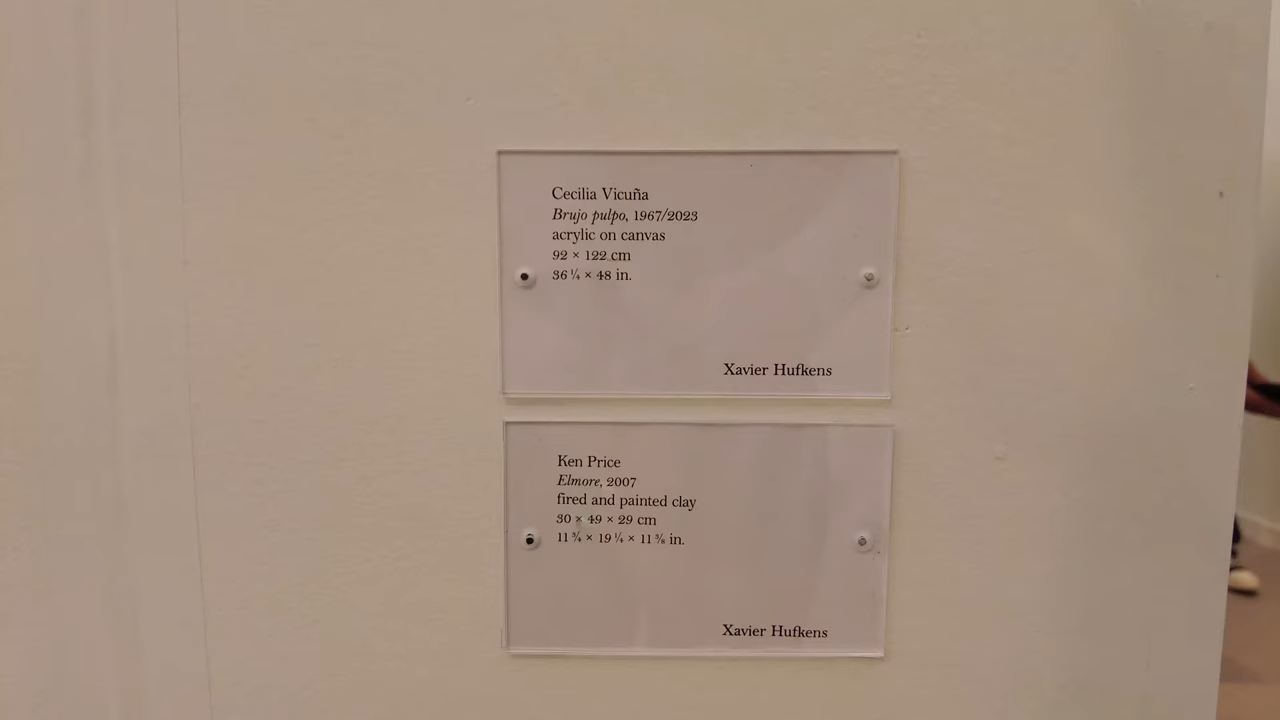 Cecilia Vicuña
Brujo pulpo, 1967/2023
acrylic on canvas
92 × 122 cm
36 ¼ × 48 in.
Xavier Hufkens
Ken Price
Elmore, 2007
fired and painted clay
30 × 49 × 29 cm
11 ¾ × 19 ¼ × 11 ⅜ in.
Xavier Hufkens